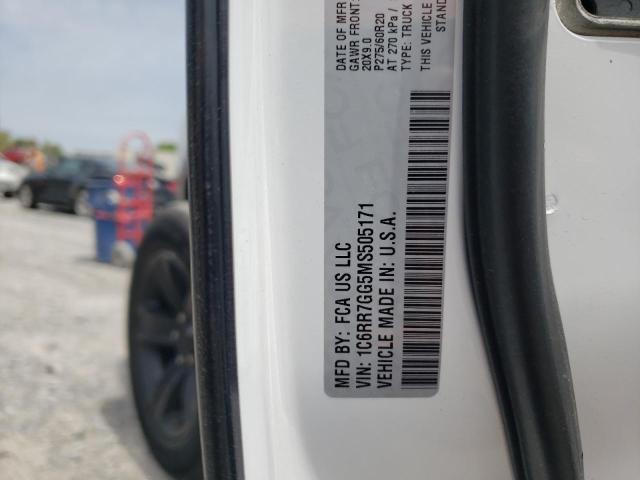 DATE OF MFR
GAWR FRONT:
20X9.0
P275/60R20
AT 270 kPa /
TYPE: TRUCK
THIS VEHICLE
STAND
MFD BY: FCA US LLC
VIN: 1C6RR7GG5MS505171
VEHICLE MADE IN: U.S.A.